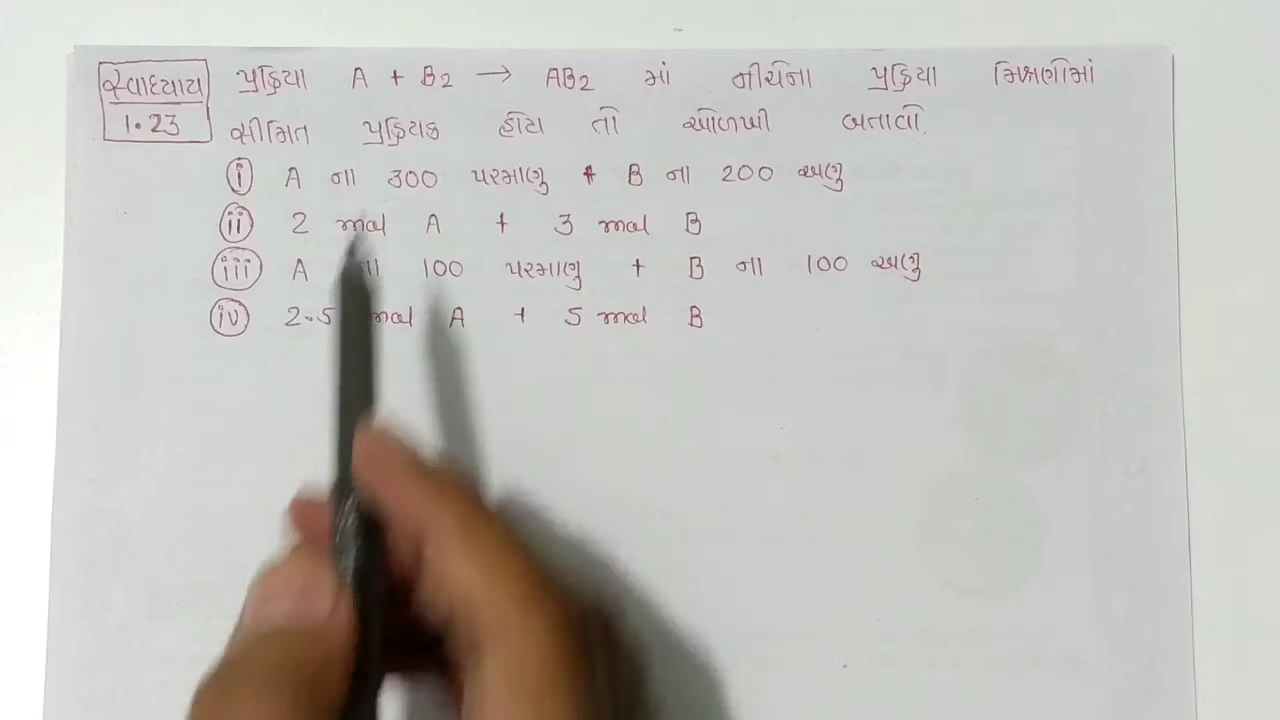 સ્વાધ્યાય 1.23
પ્રક્રિયા A + B2 → AB2 માં નીચેના પ્રક્રિયા મિશ્રણોમાં
સીમિત પ્રક્રિયક હોય તો ઓળખી બતાવો.
(i) A ના 300 પરમાણુ + B ના 200 અણુ
(ii) 2 mol A + 3 mol B
(iii) A ના 100 પરમાણુ + B ના 100 અણુ
(iv) 2.5 mol A + 5 mol B